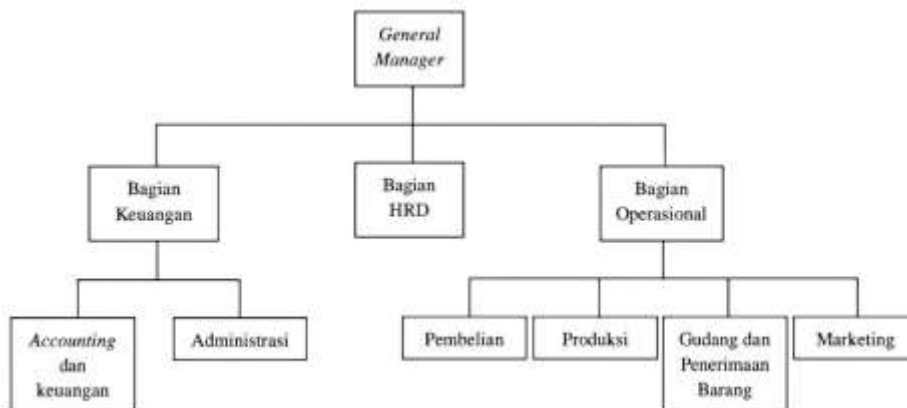 General
Manager
Bagian
Keuangan
Bagian
HRD
Bagian
Operasional
Accounting
dan
keuangan
Administrasi
Pembelian
Produksi
Gudang dan
Penerimaan
Barang
Marketing